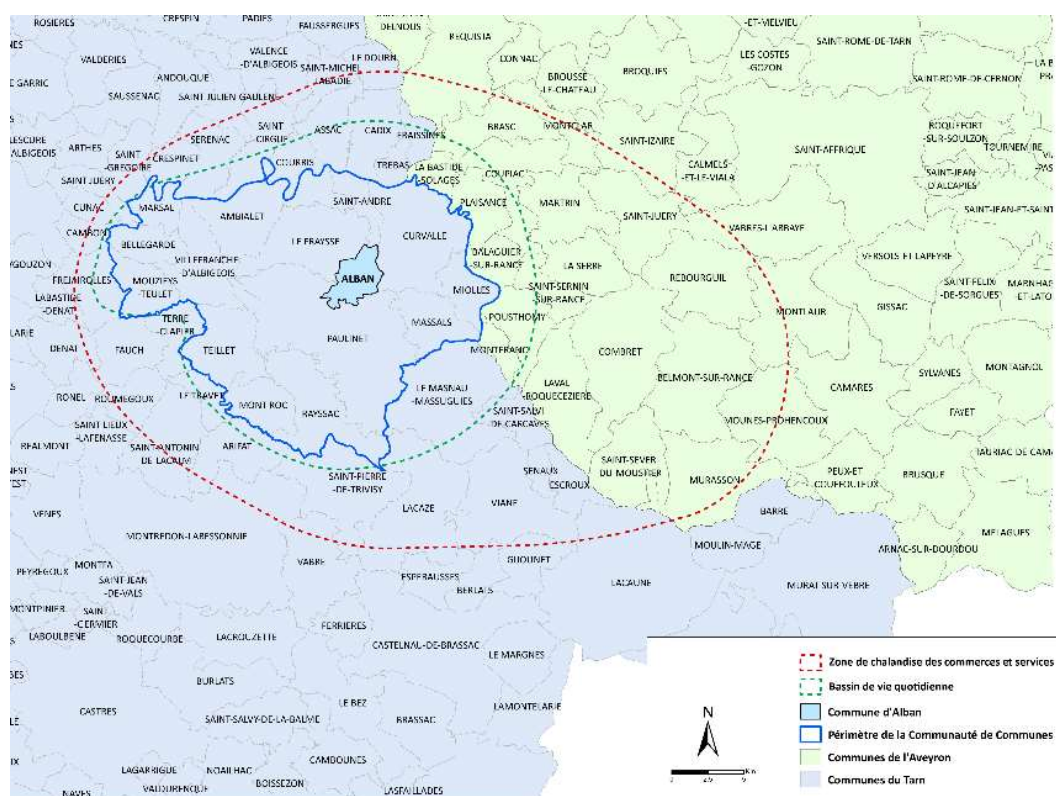 ROSIERES
CRESPIN
PADIES
FAUSSERGUES
DELNOUS
REQUISTA
-ET-MELVIEU
SAINT-ROME-DE-TARN
VALDERIES
VALENCE
-D'ALBIGEOIS
LE DOURN
SAINT-MICHEL
LABADIE
CONNAC
BROUSSE
-LE-CHATEAU
BROQUIES
LES COSTES
-GOZON
SAINT-ROME-DE-CERNON
ANDOUQUE
SAUSSENAC
SAINT JULIEN GAULENE
SAINT
CIRGUE
ASSAC
CADIX
FRAISSINES
BRASC
MONTCLAR
SAINT-IZAIRE
SAINT-AFFRIQUE
ROQUEFORT
-SUR-SOULZON
TOURNEMIRE
ARTHES
SERENAC
CRESPINET
SAINT
-GREGOIRE
COURRIS
TREBAS
LA BASTIDE
-SOLAGES
COUPIAC
CALMELS
-ET-LE-VIALA
SAINT-JEAN
D'ALCAPIES
SAINT JUERY
CUNAC
MARSAL
AMBIALET
SAINT-ANDRE
PLAISANCE
MARTRIN
SAINT-JUERY
SAINT-JEAN-ET-SAINT
CAMBON
BELLEGARDE
LE FRAYSSE
CURVALLE
VABRES-L'ABBAYE
VILLEFRANCHE
-D'ALBIGEOIS
BALAGUIER
-SUR-RANCE
LA SERRE
REBOURGUIL
VERSOLS-ET-LAPEYRE
FREJAIROLLES
MOUZIEYS
-TEULET
ALBAN
MIOLLES
SAINT-SERNIN
SUR-RANCE
GISSAC
SAINT-FELIX
-DE-SORGUES
LABASTIDE
-DENAT
TERRE
-CLAPIER
MASSALS
POUSTHOMY
MONTLAUR
DENAT
FAUCH
TEILLET
PAULINET
MONTFRANC
COMBRET
SYLVANES
MONTAGNOL
LE TRAVET
LE MASNAU
-MASSUGUIES
LAVAL
-ROQUECEZIERE
BELMONT-SUR-RANCE
CAMARES
RONEL
ROUMEGOUX
MONT ROC
RAYSSAC
SAINT-SALVI
DE CARCAVES
MOUNES-PROHENCOUX
FAYET
SAINT LIEUX
-LAFENASSE
REALMONT
SAINT-ANTONIN
DE LACALM
ARIFAT
SAINT-PIERRE
-DE-TRIVISY
SENAUX
ESCROUX
SAINT-SEVER
DU MOUSTIER
MURASSON
PEUX-ET
COUFFOULEUX
BRUSQUE
TAURIAC DE CAM
LACAZE
VIANE
BARRE
VENES
MONTREDON-LABESSONNIE
MOULIN-MAGE
ARNAC-SUR-DOURDOU
MELAGUES
VABRE
GIJOUNET
PEYREGOUX
MONTFA
SAINT-JEAN
-DE-VALS
ESPERAUSSES
BERLATS
LACAUNE
MURAT SUR VEBRE
MONTPINIER
SAINT
-GERMIER
LABOULBENE
ROQUECOURBE
LACROUZETTE
FERRIERES
CASTELNAU-DE-BRASSAC
LE MARGNES
BURLATS
CASTRES
SAINT-SALVY-DE-LA-BALME
LE BEZ
BRASSAC
LAMONTELARIE
LAGARRIGUE
NOAILHAC
CAMBOUNES
VALDURENQUE
BOISSEZON
LASFAILLADES
NAVES
N
0 2,5 5 Km
Zone de chalandise des commerces et services
Bassin de vie quotidienne
Commune d'Alban
Périmètre de la Communauté de Communes
Communes de l'Aveyron
Communes du Tarn